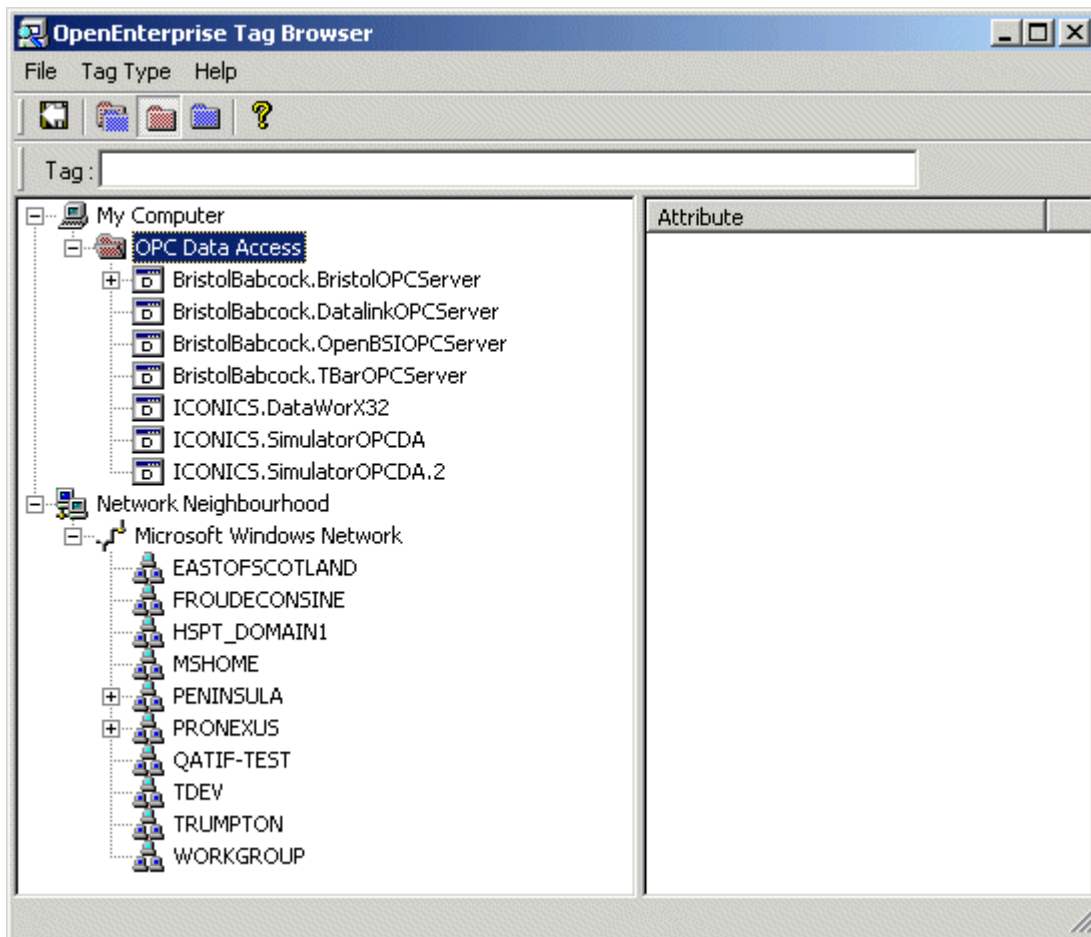 OpenEnterprise Tag Browser
File Tag Type Help
Tag :
My Computer
Attribute
OPC Data Access
BristolBabcock.BristolOPCServer
BristolBabcock.DatalinkOPCServer
BristolBabcock.OpenBSIOPCServer
BristolBabcock.TBarOPCServer
ICONICS.DataWorX32
ICONICS.SimulatorOPCDA
ICONICS.SimulatorOPCDA.2
Network Neighbourhood
Microsoft Windows Network
EASTOFSCOTLAND
FROUDECONSINE
HSPT_DOMAIN1
MSHOME
PENINSULA
PRONEXUS
QATIF-TEST
TDEV
TRUMPTON
WORKGROUP